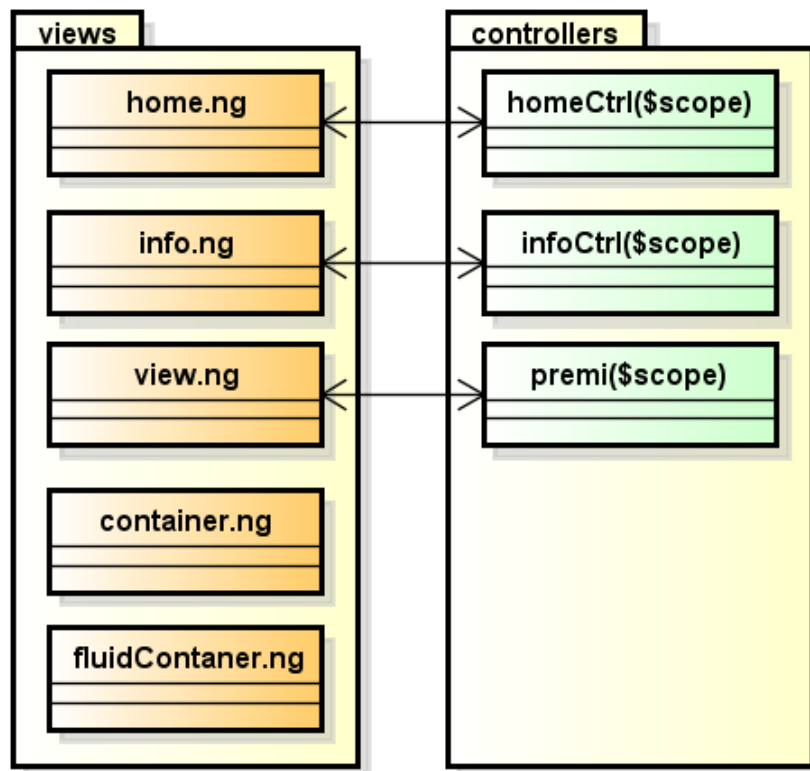 views
controllers
home.ng
homeCtrl($scope)
info.ng
infoCtrl($scope)
view.ng
premi($scope)
container.ng
fluidContaner.ng